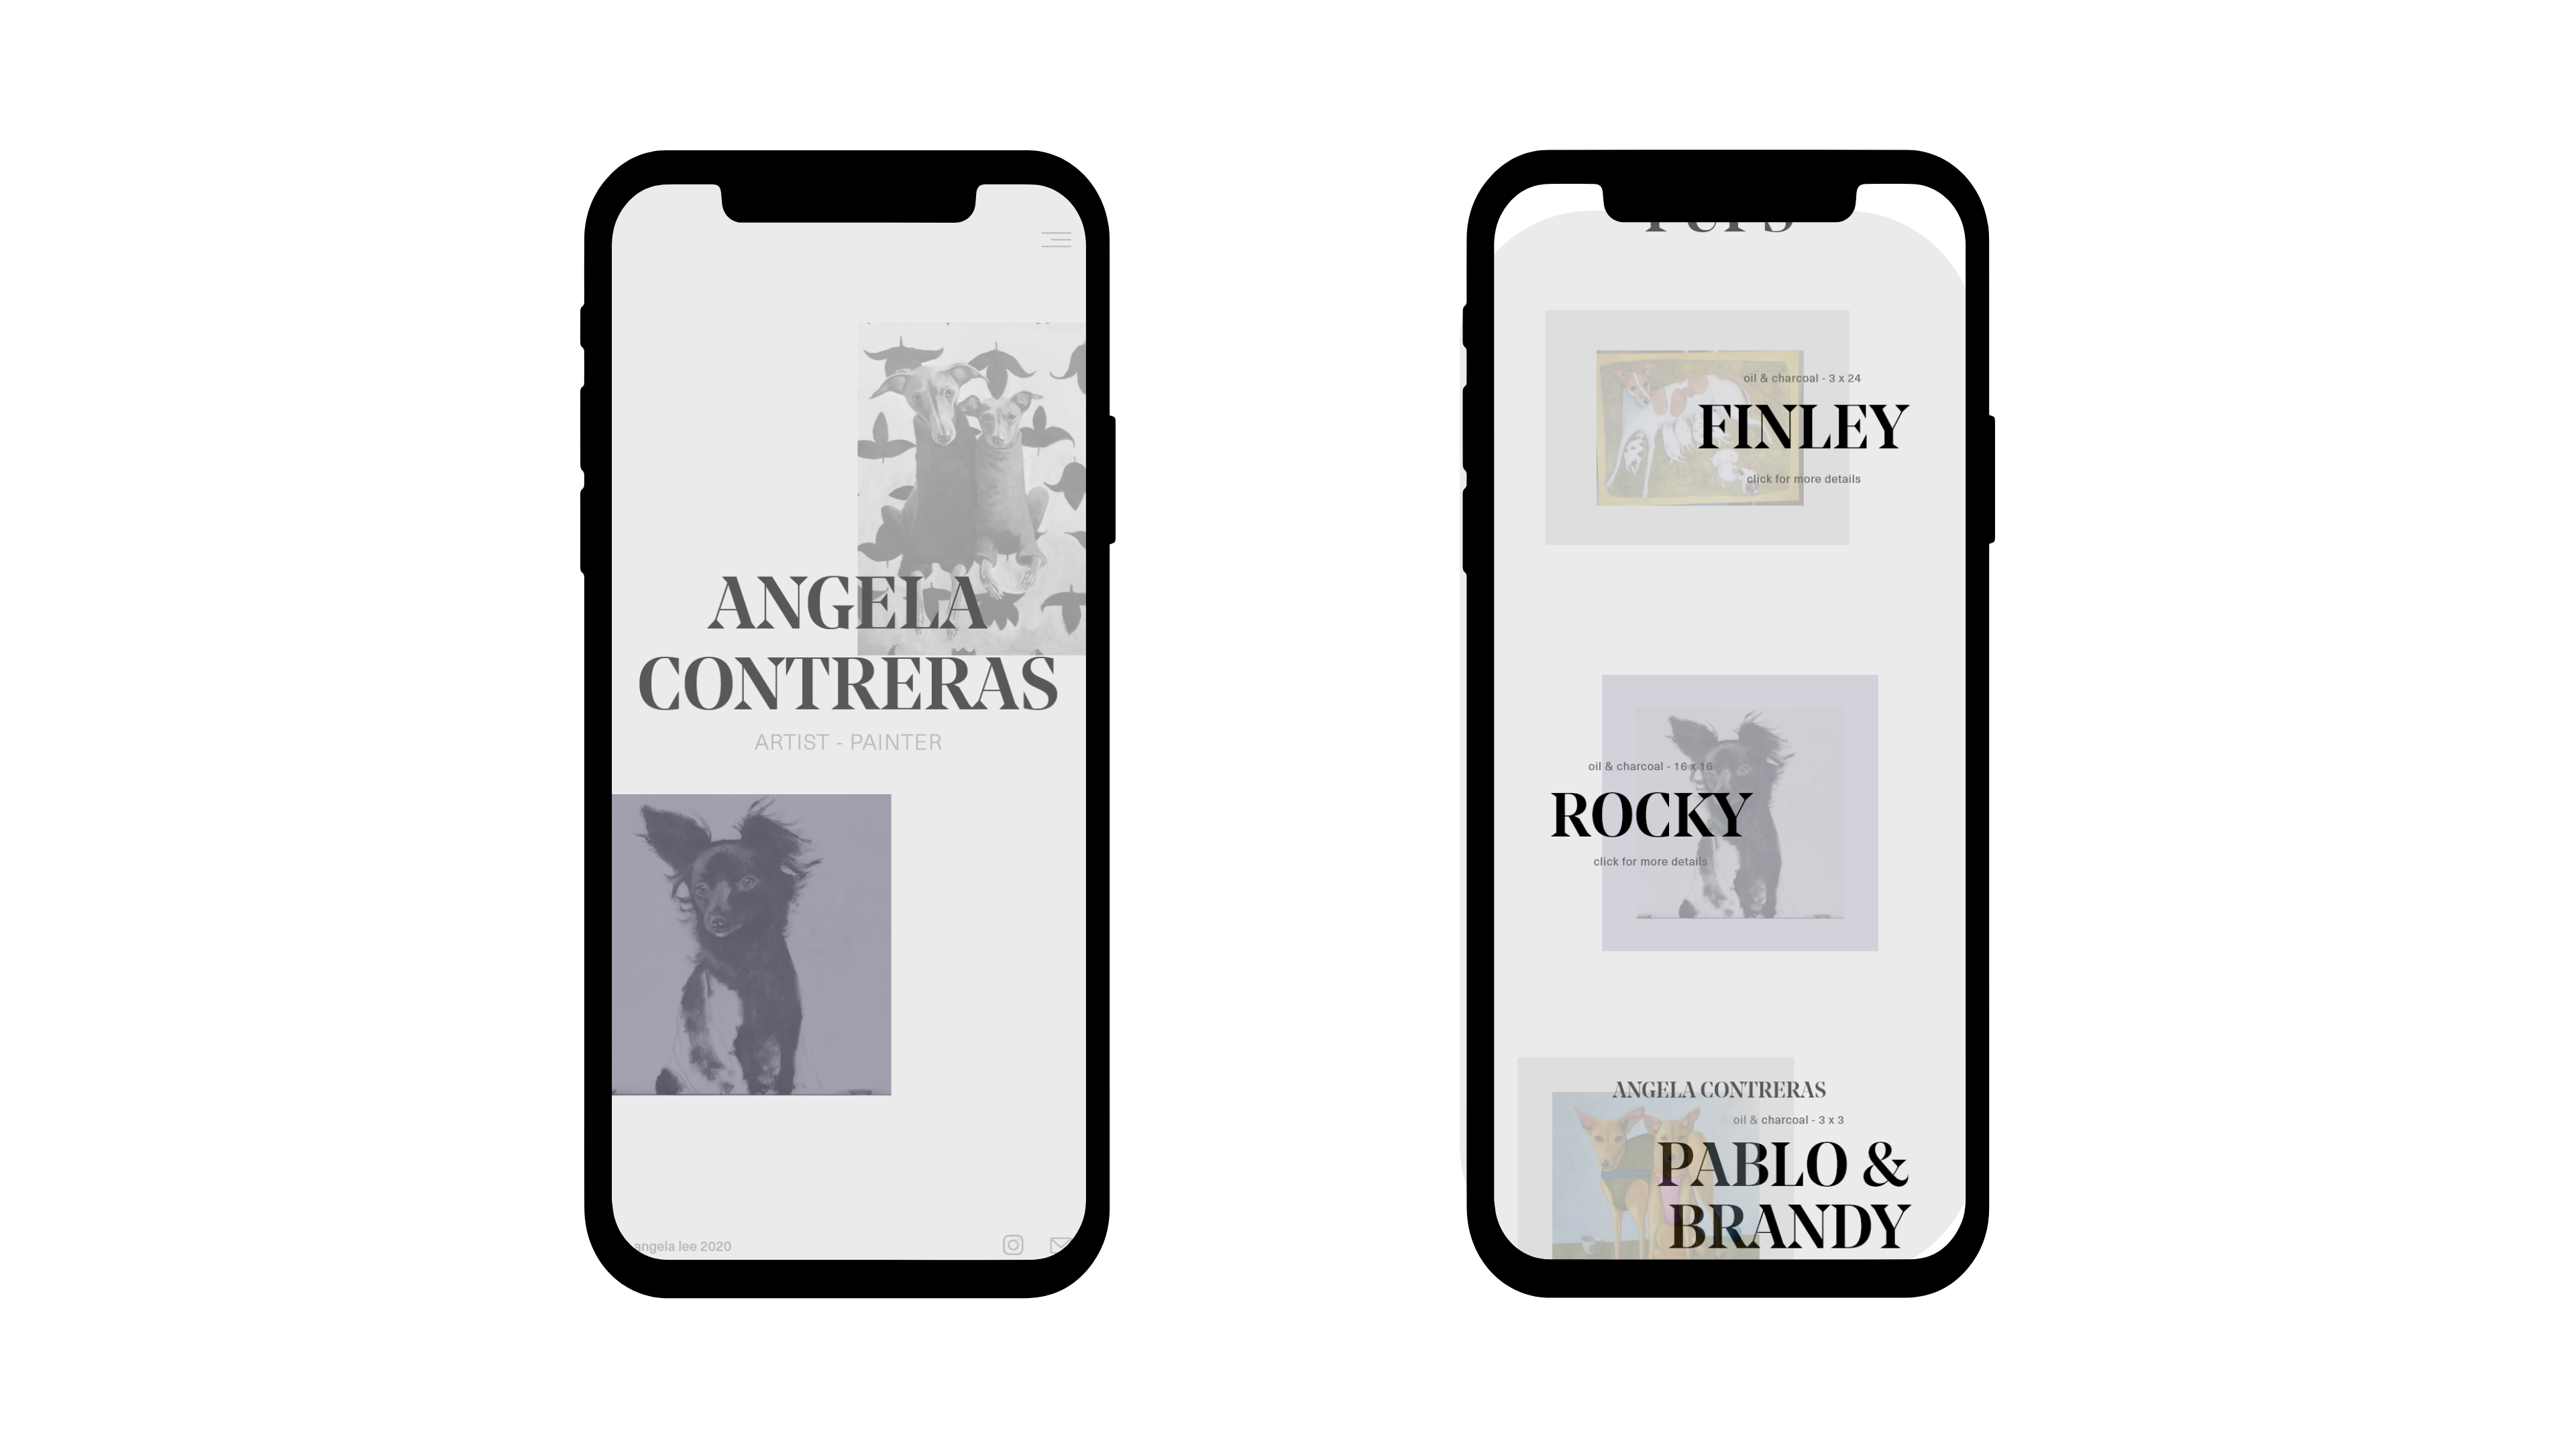 ANGELA
CONTRERAS
ARTIST - PAINTER
angela lee 2020
oil & charcoal - 3 x 24
FINLEY
click for more details
oil & charcoal - 16 x 16
ROCKY
click for more details
ANGELA CONTRERAS
oil & charcoal - 3 x 3
PABLO &
BRANDY